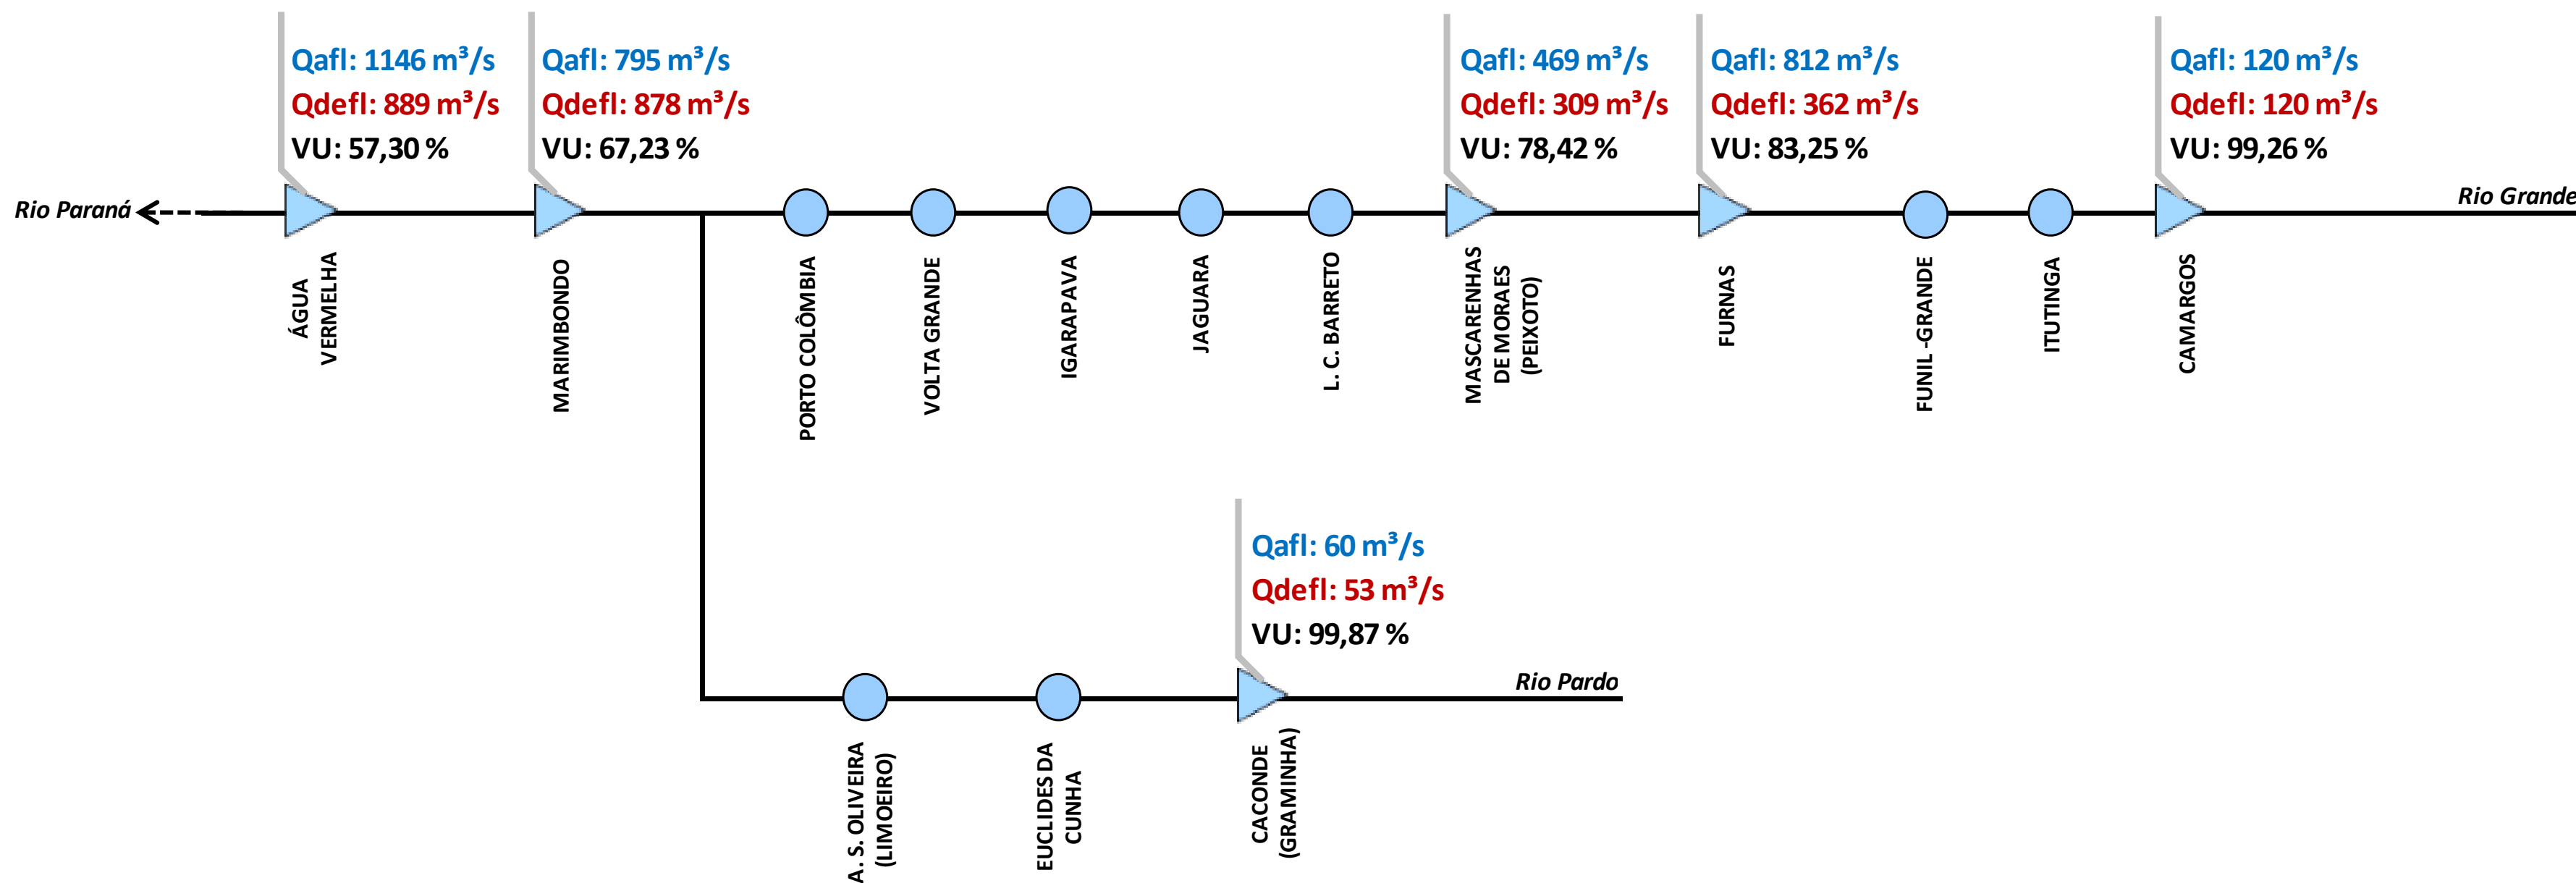 Qafl: 1146 m³/s
Qdefl: 889 m³/s
VU: 57,30 %
Qafl: 795 m³/s
Qdefl: 878 m³/s
VU: 67,23 %
Qafl: 469 m³/s
Qdefl: 309 m³/s
VU: 78,42 %
Qafl: 812 m³/s
Qdefl: 362 m³/s
VU: 83,25 %
Qafl: 120 m³/s
Qdefl: 120 m³/s
VU: 99,26 %
Rio Paraná
Rio Grande
ÁGUA
VERMELHA
MARIMBONDO
PORTO COLÔMBIA
VOLTA GRANDE
IGARAPAVA
JAGUARA
L. C. BARRETO
MASCARENHAS
DE MORAES
(PEIXOTO)
FURNAS
FUNIL -GRANDE
ITUTINGA
CAMARGOS
Qafl: 60 m³/s
Qdefl: 53 m³/s
VU: 99,87 %
Rio Pardo
A. S. OLIVEIRA
(LIMOEIRO)
EUCLIDES DA
CUNHA
CACONDE
(GRAMINHA)